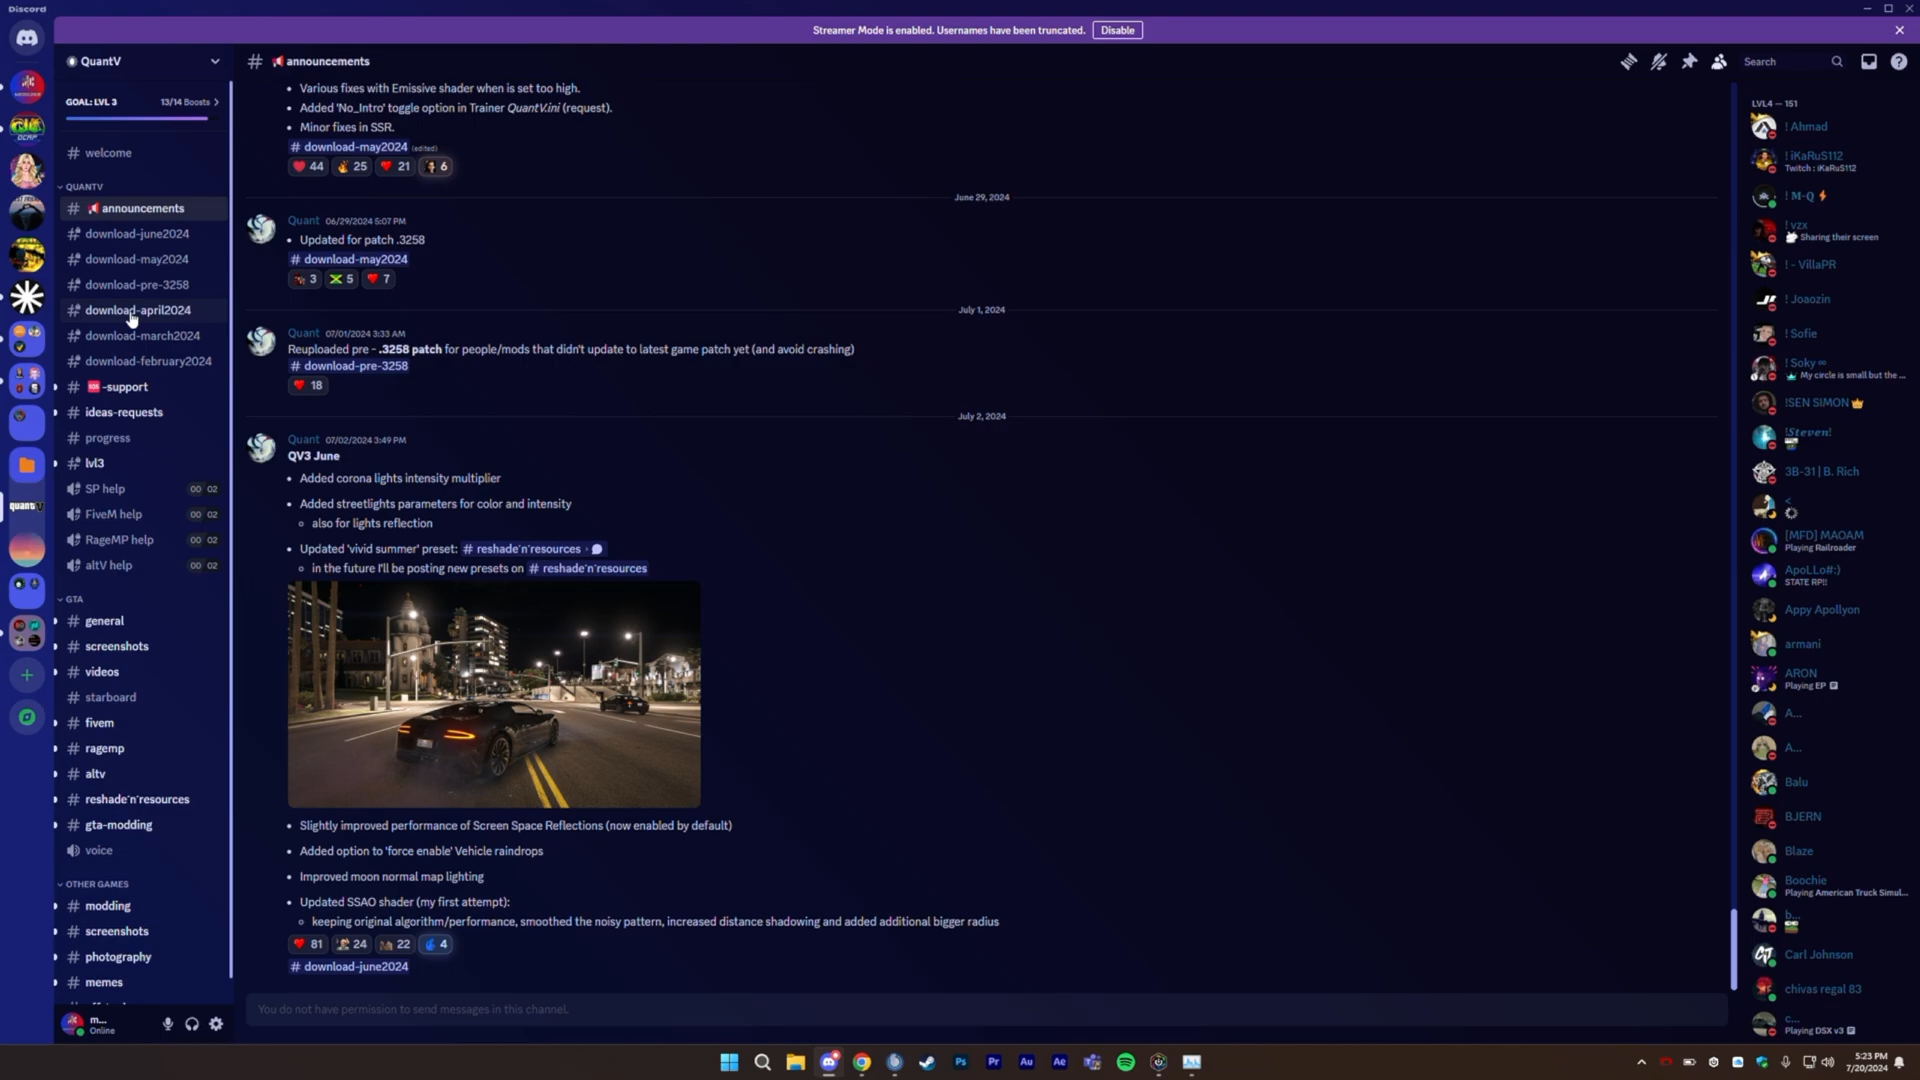 Discord
Streamer Mode is enabled. Usernames have been truncated.
Disable
QuantV
GOAL: LVL 3
13/14 Boosts
welcome
QUANTV
announcements
download-june2024
download-may2024
download-pre-3258
download-april2024
download-march2024
download-february2024
-support
ideas-requests
progress
lvl3
SP help 00 02
FiveM help 00 02
RageMP help 00 02
altV help 00 02
GTA
general
screenshots
videos
starboard
fivem
ragemp
altv
reshade'n'resources
gta-modding
voice
OTHER GAMES
modding
screenshots
photography
memes
m...
Online
# announcements
Search
• Various fixes with Emissive shader when is set too high.
• Added 'No_Intro' toggle option in Trainer QuantV.ini (request).
• Minor fixes in SSR.
# download-may2024 (edited)
44 25 21 6
June 29, 2024
Quant 06/29/2024 5:07 PM
• Updated for patch .3258
# download-may2024
3 5 7
July 1, 2024
Quant 07/01/2024 3:33 AM
Reuploaded pre - .3258 patch for people/mods that didn't update to latest game patch yet (and avoid crashing)
# download-pre-3258
18
July 2, 2024
Quant 07/02/2024 3:49 PM
QV3 June
• Added corona lights intensity multiplier
• Added streetlights parameters for color and intensity
◦ also for lights reflection
• Updated 'vivid summer' preset: # reshade'n'resources ›
◦ in the future I'll be posting new presets on # reshade'n'resources
• Slightly improved performance of Screen Space Reflections (now enabled by default)
• Added option to 'force enable' Vehicle raindrops
• Improved moon normal map lighting
• Updated SSAO shader (my first attempt):
◦ keeping original algorithm/performance, smoothed the noisy pattern, increased distance shadowing and added additional bigger radius
81 24 22 4
# download-june2024
You do not have permission to send messages in this channel.
LVL4 — 151
! Ahmad
! iKaRuS112
Twitch : iKaRuS112
! M-Q
! vzx
Sharing their screen
! - VillaPR
! Joaozin
! Sofie
! Soky ∞
My circle is small but the ...
!SEN SIMON
!Steven!
3B-31 | B. Rich
<
[MFD] MAOAM
Playing Railroader
ApoLLo#:)
STATE RP!!
Appy Apollyon
armani
ARON
Playing EP
A...
A...
Balu
BJERN
Blaze
Boochie
Playing American Truck Simul...
b...
Carl Johnson
chivas regal 83
c...
Playing DSX v3
quantV
Ps
Pr
Au
Ae
5:23 PM
7/20/2024